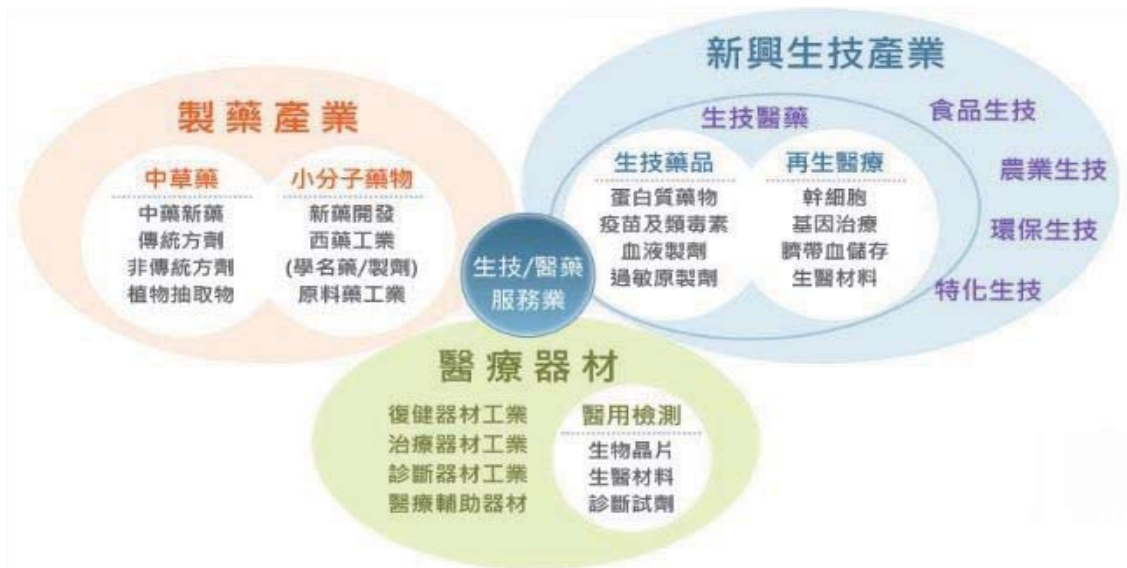 製藥產業
中草藥
中藥新藥
傳統方劑
非傳統方劑
植物抽取物
小分子藥物
新藥開發
西藥工業
(學名藥/製劑)
原料藥工業
生技/醫藥
服務業
新興生技產業
生技醫藥
生技藥品
蛋白質藥物
疫苗及類毒素
血液製劑
過敏原製劑
再生醫療
幹細胞
基因治療
臍帶血儲存
生醫材料
食品生技
農業生技
環保生技
特化生技
醫療器材
復健器材工業
治療器材工業
診斷器材工業
醫療輔助器材
醫用檢測
生物晶片
生醫材料
診斷試劑